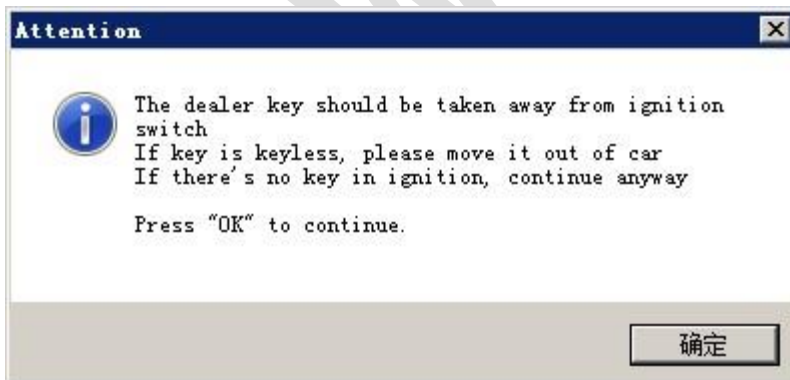 Attention
The dealer key should be taken away from ignition
switch
If key is keyless, please move it out of car
If there's no key in ignition, continue anyway
Press "OK" to continue.
确定